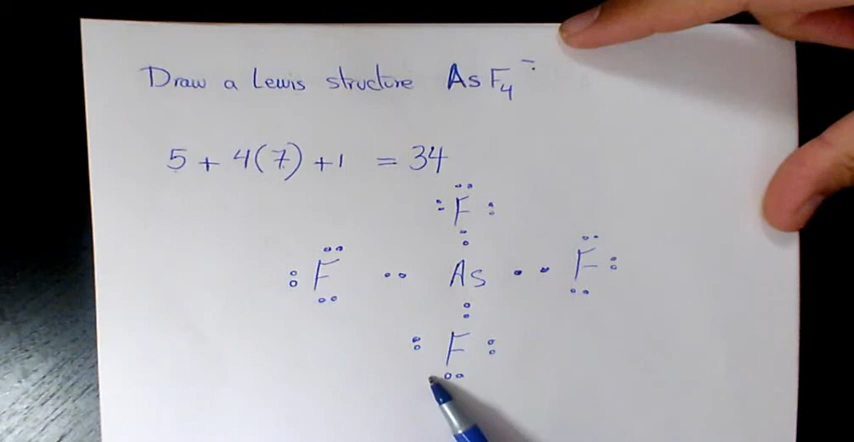 Draw a Lewis structure AsF₄⁻:
5 + 4(7) + 1 = 34
F
F As F
F